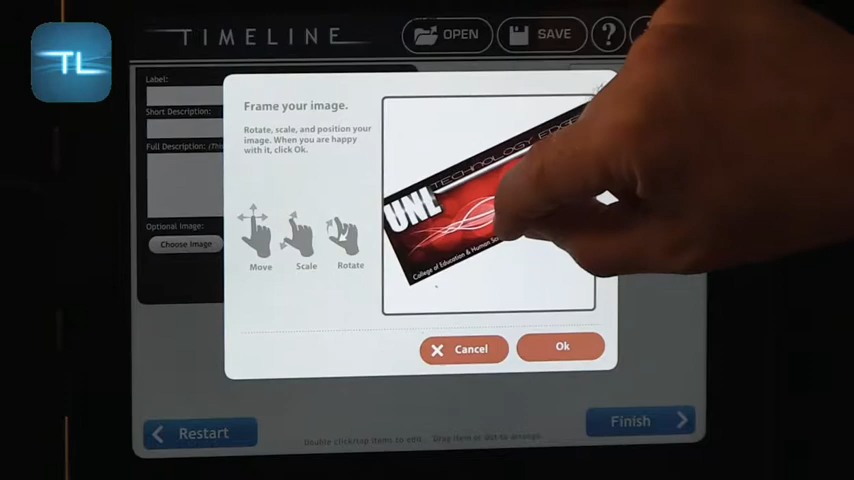 TL
TIMELINE
OPEN
SAVE
?
Label:
Short Description:
Full Description:
Optional Image:
Choose Image
Frame your image.
Rotate, scale, and position your
image. When you are happy
with it, click Ok.
Move
Scale
Rotate
UNL
TECHNOLOGY EDGE
College of Education & Human
Cancel
Ok
Restart
Double click/tap items to edit. Drag item or dot to arrange.
Finish